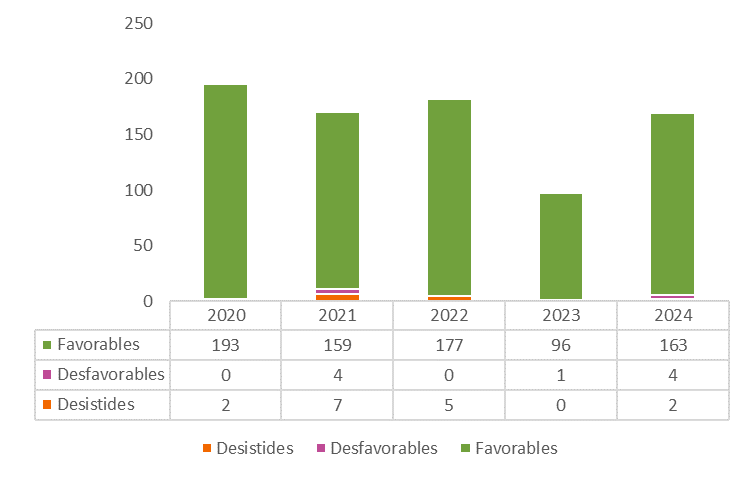 250
200
150
100
50
0
2020 2021 2022 2023 2024
Favorables 193 159 177 96 163
Desfavorables 0 4 0 1 4
Desistides 2 7 5 0 2
Desistides Desfavorables Favorables